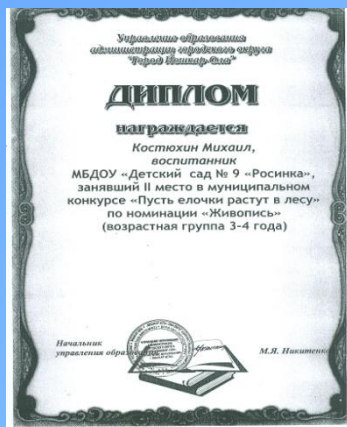 Управление образования
администрации городского округа
"Город Йошкар-Ола"
ДИПЛОМ
награждается
Костюхин Михаил,
воспитанник
МБДОУ «Детский сад № 9 «Росинка»,
занявший II место в муниципальном
конкурсе «Пусть елочки растут в лесу»
по номинации «Живопись»
(возрастная группа 3-4 года)
Начальник
управления образования
М.Я. Никитенко